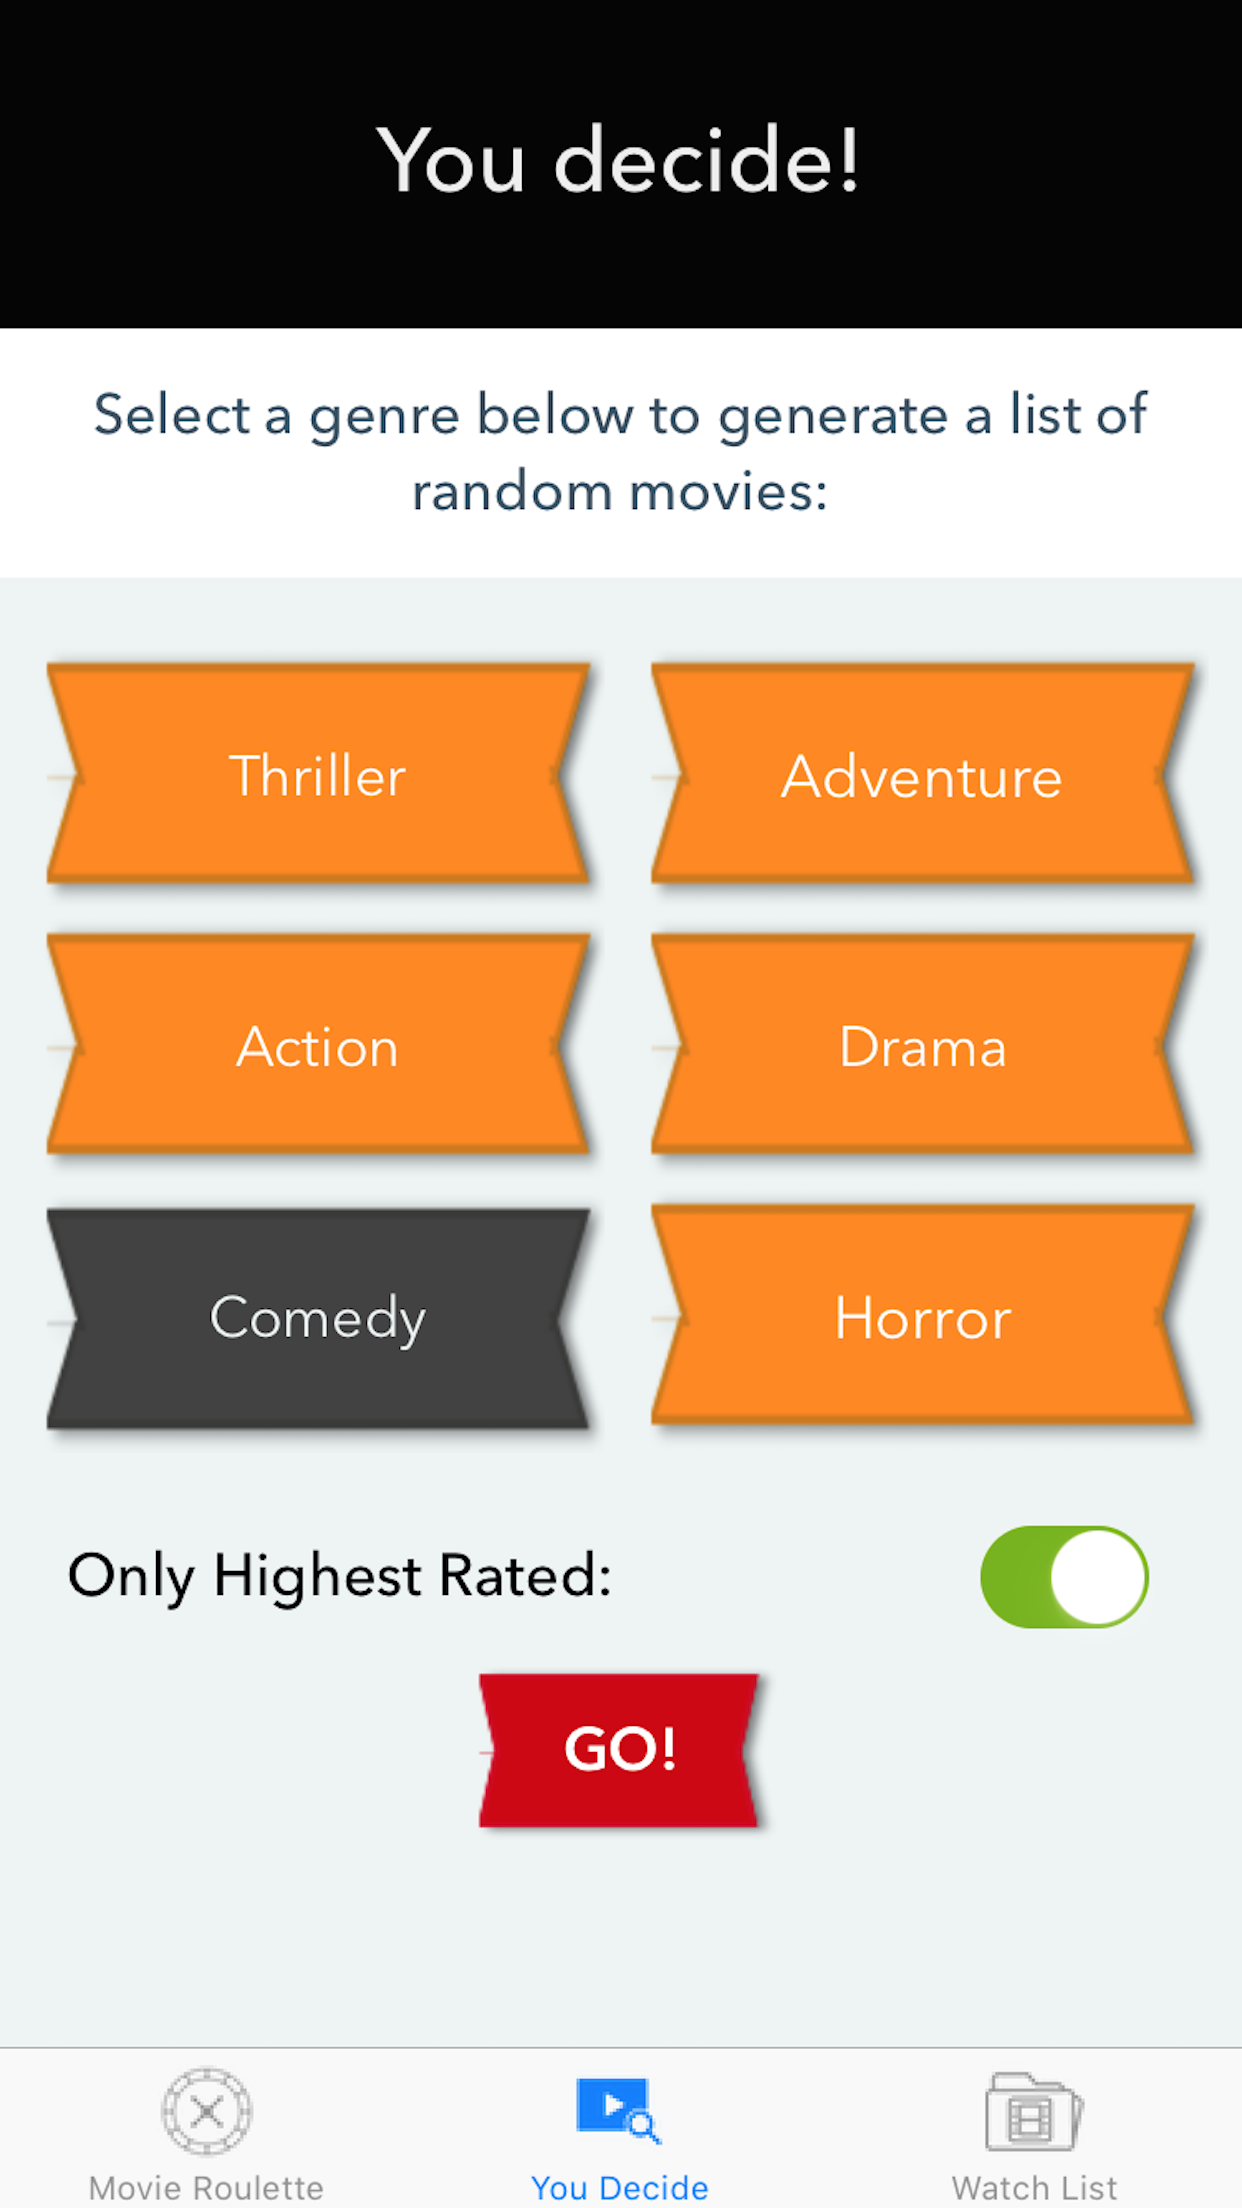 You decide!
Select a genre below to generate a list of
random movies:
Thriller
Adventure
Action
Drama
Comedy
Horror
Only Highest Rated:
GO!
Movie Roulette
You Decide
Watch List